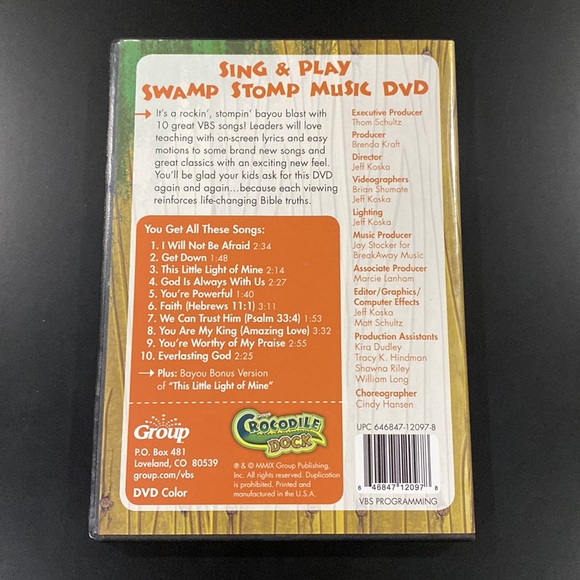 SING & PLAY
SWAMP STOMP MUSIC DVD
It's a rockin', stompin' bayou blast with
10 great VBS songs! Leaders will love
teaching with on-screen lyrics and easy
motions to some brand new songs and
great classics with an exciting new feel.
You'll be glad your kids ask for this DVD
again and again...because each viewing
reinforces life-changing Bible truths.
You Get All These Songs:
1. I Will Not Be Afraid 2:34
2. Get Down 1:48
3. This Little Light of Mine 2:14
4. God Is Always With Us 2:27
5. You're Powerful 1:40
6. Faith (Hebrews 11:1) 3:11
7. We Can Trust Him (Psalm 33:4) 1:53
8. You Are My King (Amazing Love) 3:32
9. You're Worthy of My Praise 2:55
10. Everlasting God 2:25
Plus: Bayou Bonus Version
of "This Little Light of Mine"
Group
P.O. Box 481
Loveland, CO 80539
group.com/vbs
DVD Color
CROCODILE
DOCK
℗ & © MMIX Group Publishing,
Inc. All rights reserved. Duplication
is prohibited. Printed and
manufactured in the U.S.A.
Executive Producer
Thom Schultz
Producer
Brenda Kraft
Director
Jeff Koska
Videographers
Brian Shumate
Jeff Koska
Lighting
Jeff Koska
Music Producer
Jay Stocker for
BreakAway Music
Associate Producer
Marcie Lanham
Editor/Graphics/
Computer Effects
Jeff Koska
Matt Schultz
Production Assistants
Kira Dudley
Tracy K. Hindman
Shawna Riley
William Long
Choreographer
Cindy Hansen
UPC 646847-12097-8
6 46847 12097 8
VBS PROGRAMMING